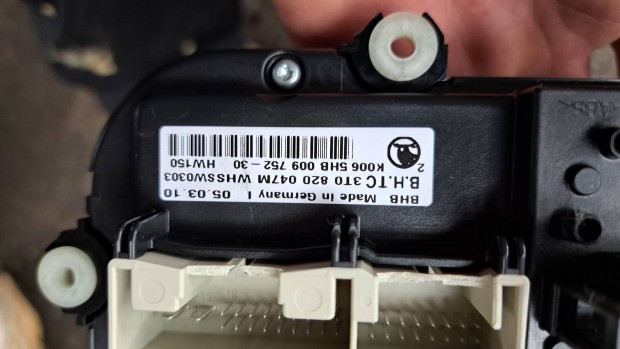 BHB Made in Germany I 05.03.10
B.H.TC 3T0 820 047M WHSSW0303
K006 5HB 009 752-30 HW150
2
>ABS<